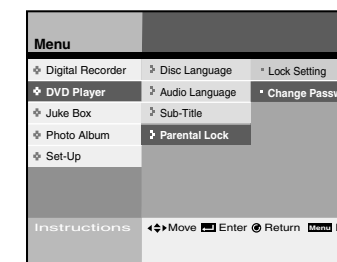 Menu
Digital Recorder
Disc Language
Lock Setting
DVD Player
Audio Language
Change Passw
Juke Box
Sub-Title
Photo Album
Parental Lock
Set-Up
Instructions
Move Enter Return Menu